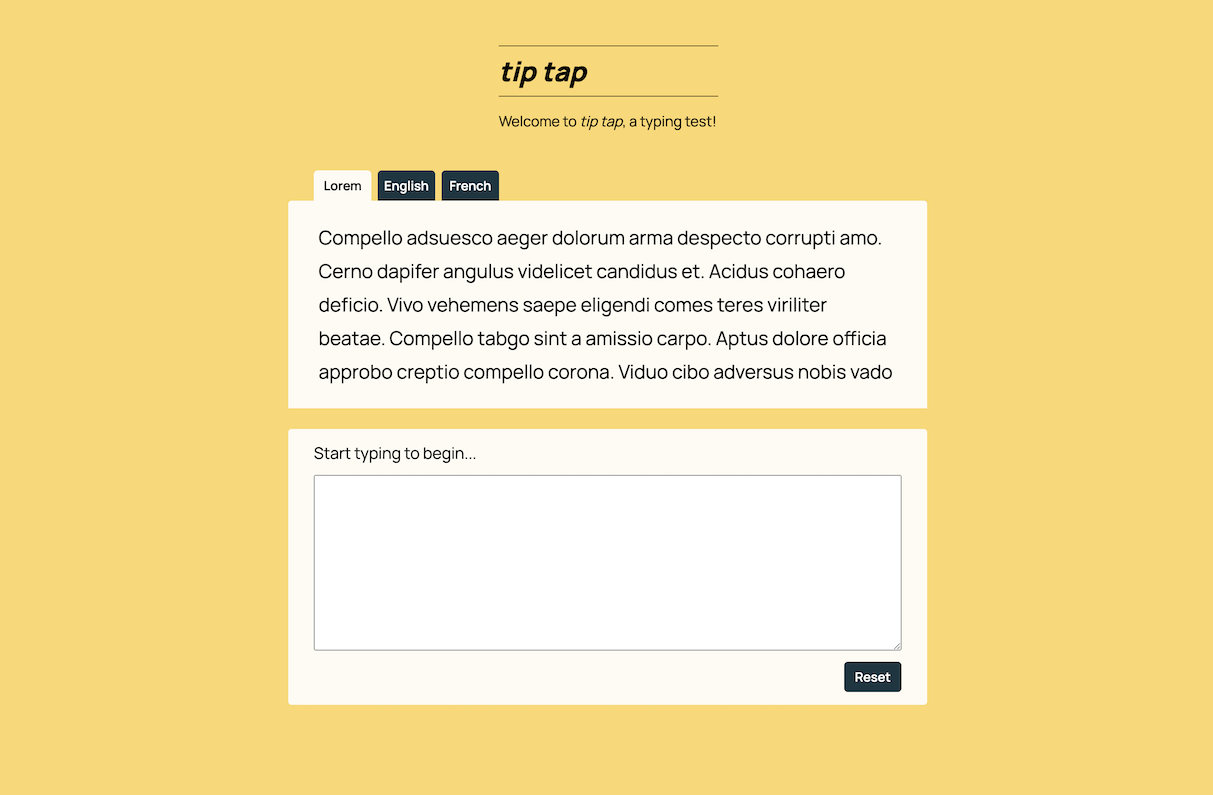 tip tap
Welcome to tip tap, a typing test!
Lorem English French
Compello adsuesco aeger dolorum arma despecto corrupti amo.
Cerno dapifer angulus videlicet candidus et. Acidus cohaero
deficio. Vivo vehemens saepe eligendi comes teres viriliter
beatae. Compello tabgo sint a amissio carpo. Aptus dolore officia
approbo creptio compello corona. Viduo cibo adversus nobis vado
Start typing to begin...
Reset